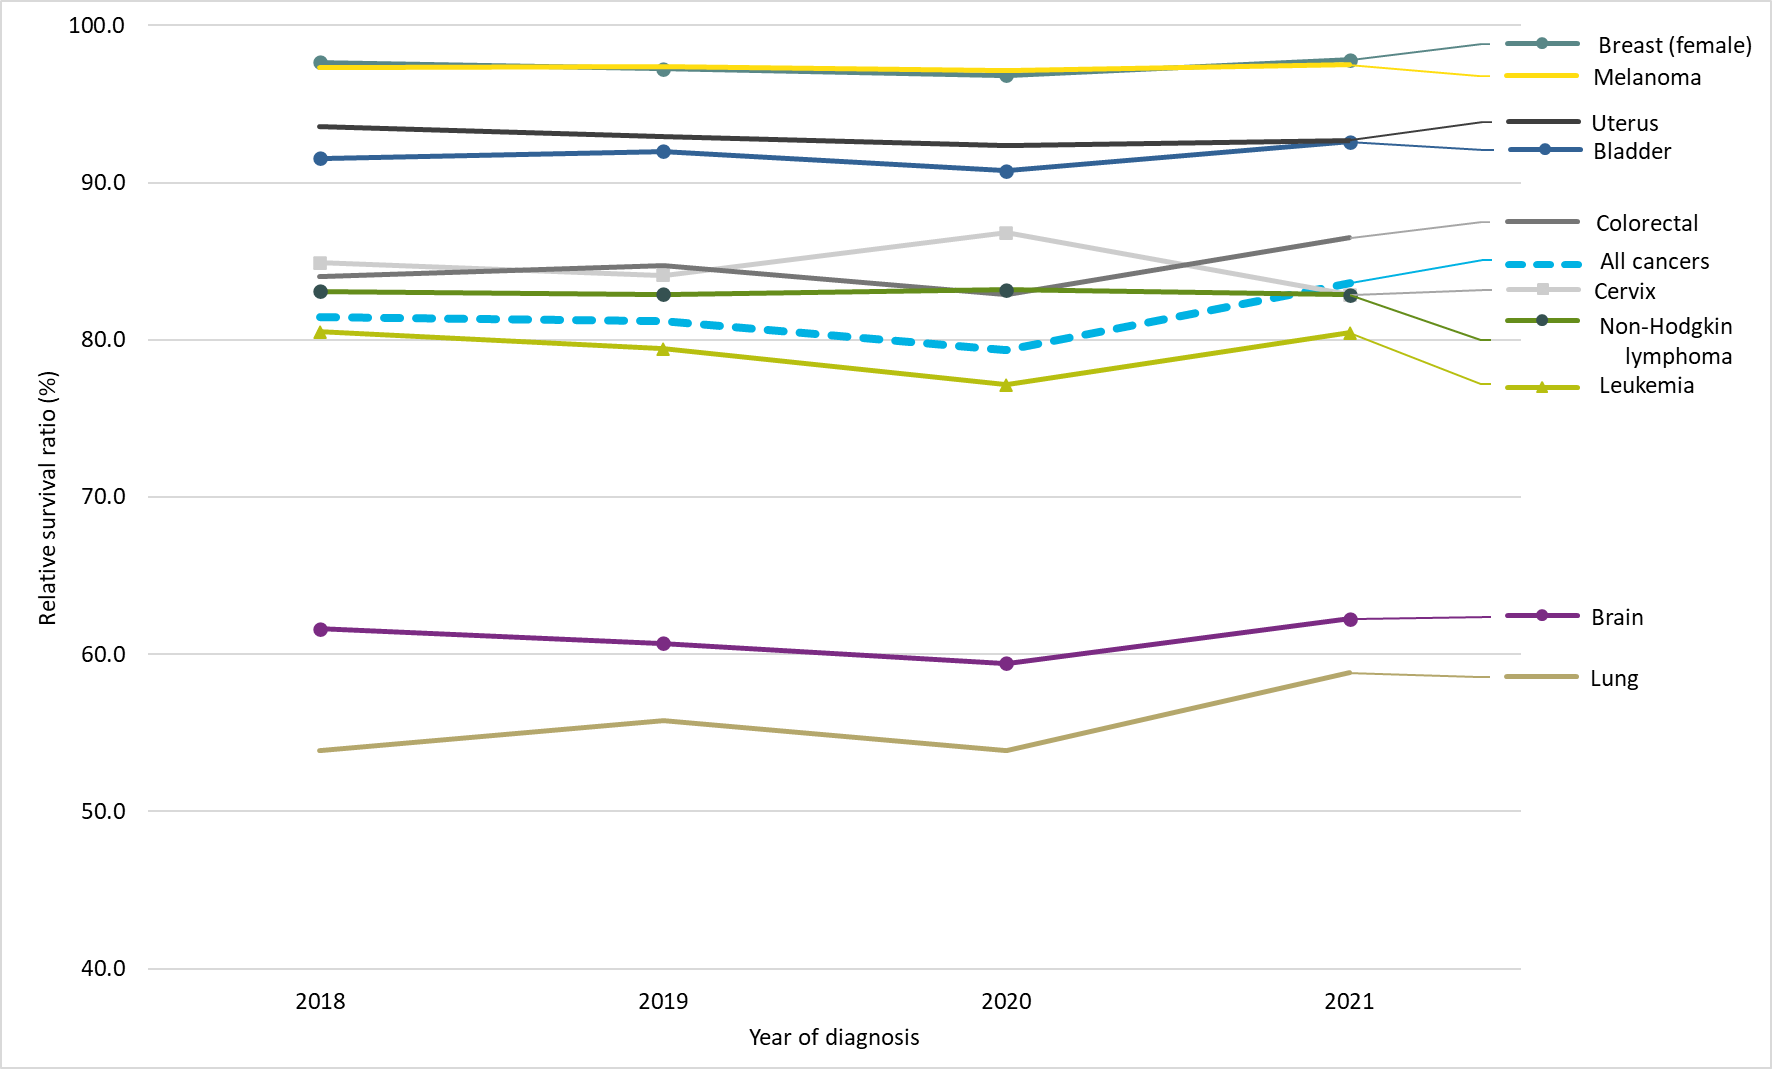 100.0
90.0
80.0
70.0
60.0
50.0
40.0
Relative survival ratio (%)
2018 2019 2020 2021
Year of diagnosis
Breast (female)
Melanoma
Uterus
Bladder
Colorectal
All cancers
Cervix
Non-Hodgkin
lymphoma
Leukemia
Brain
Lung